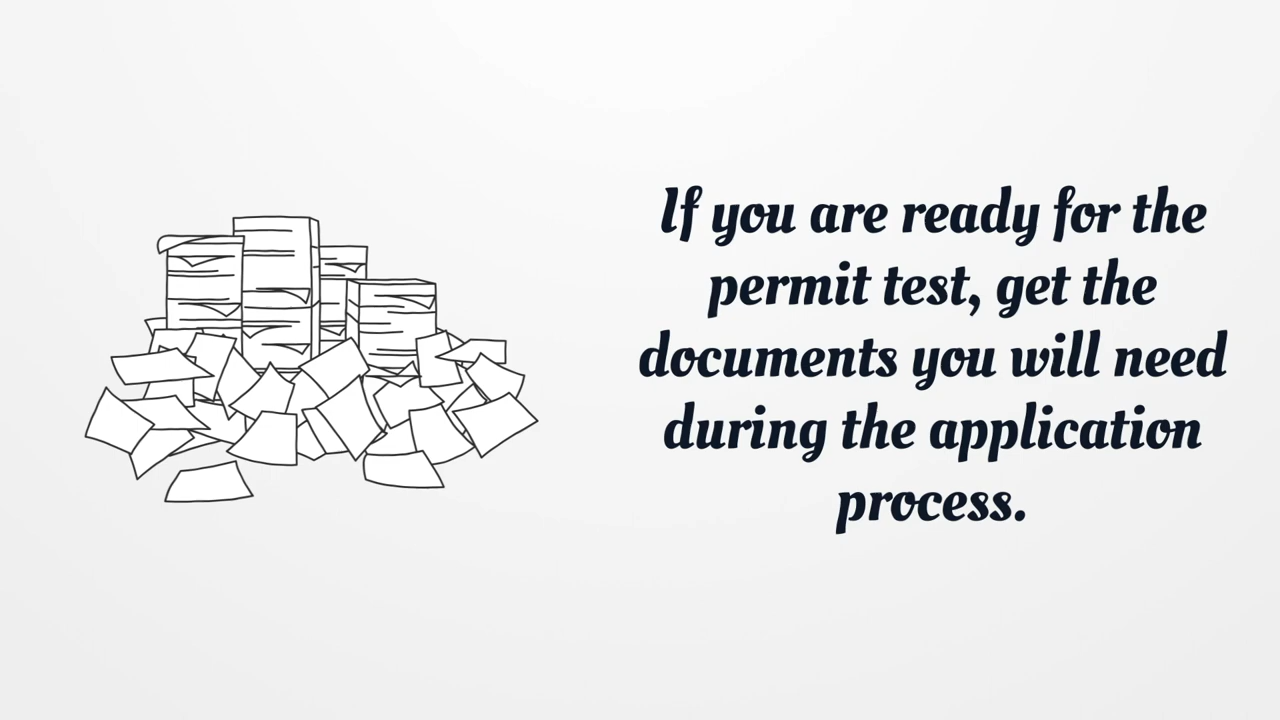 If you are ready for the
permit test, get the
documents you will need
during the application
process.